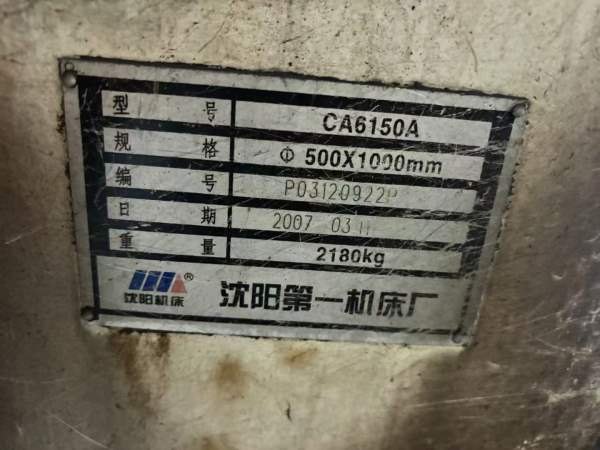 型号 CA6150A
规格 Φ 500X1000mm
编号 P03120922P
日期 2007 03
重量 2180kg
®
沈阳机床 沈阳第一机床厂